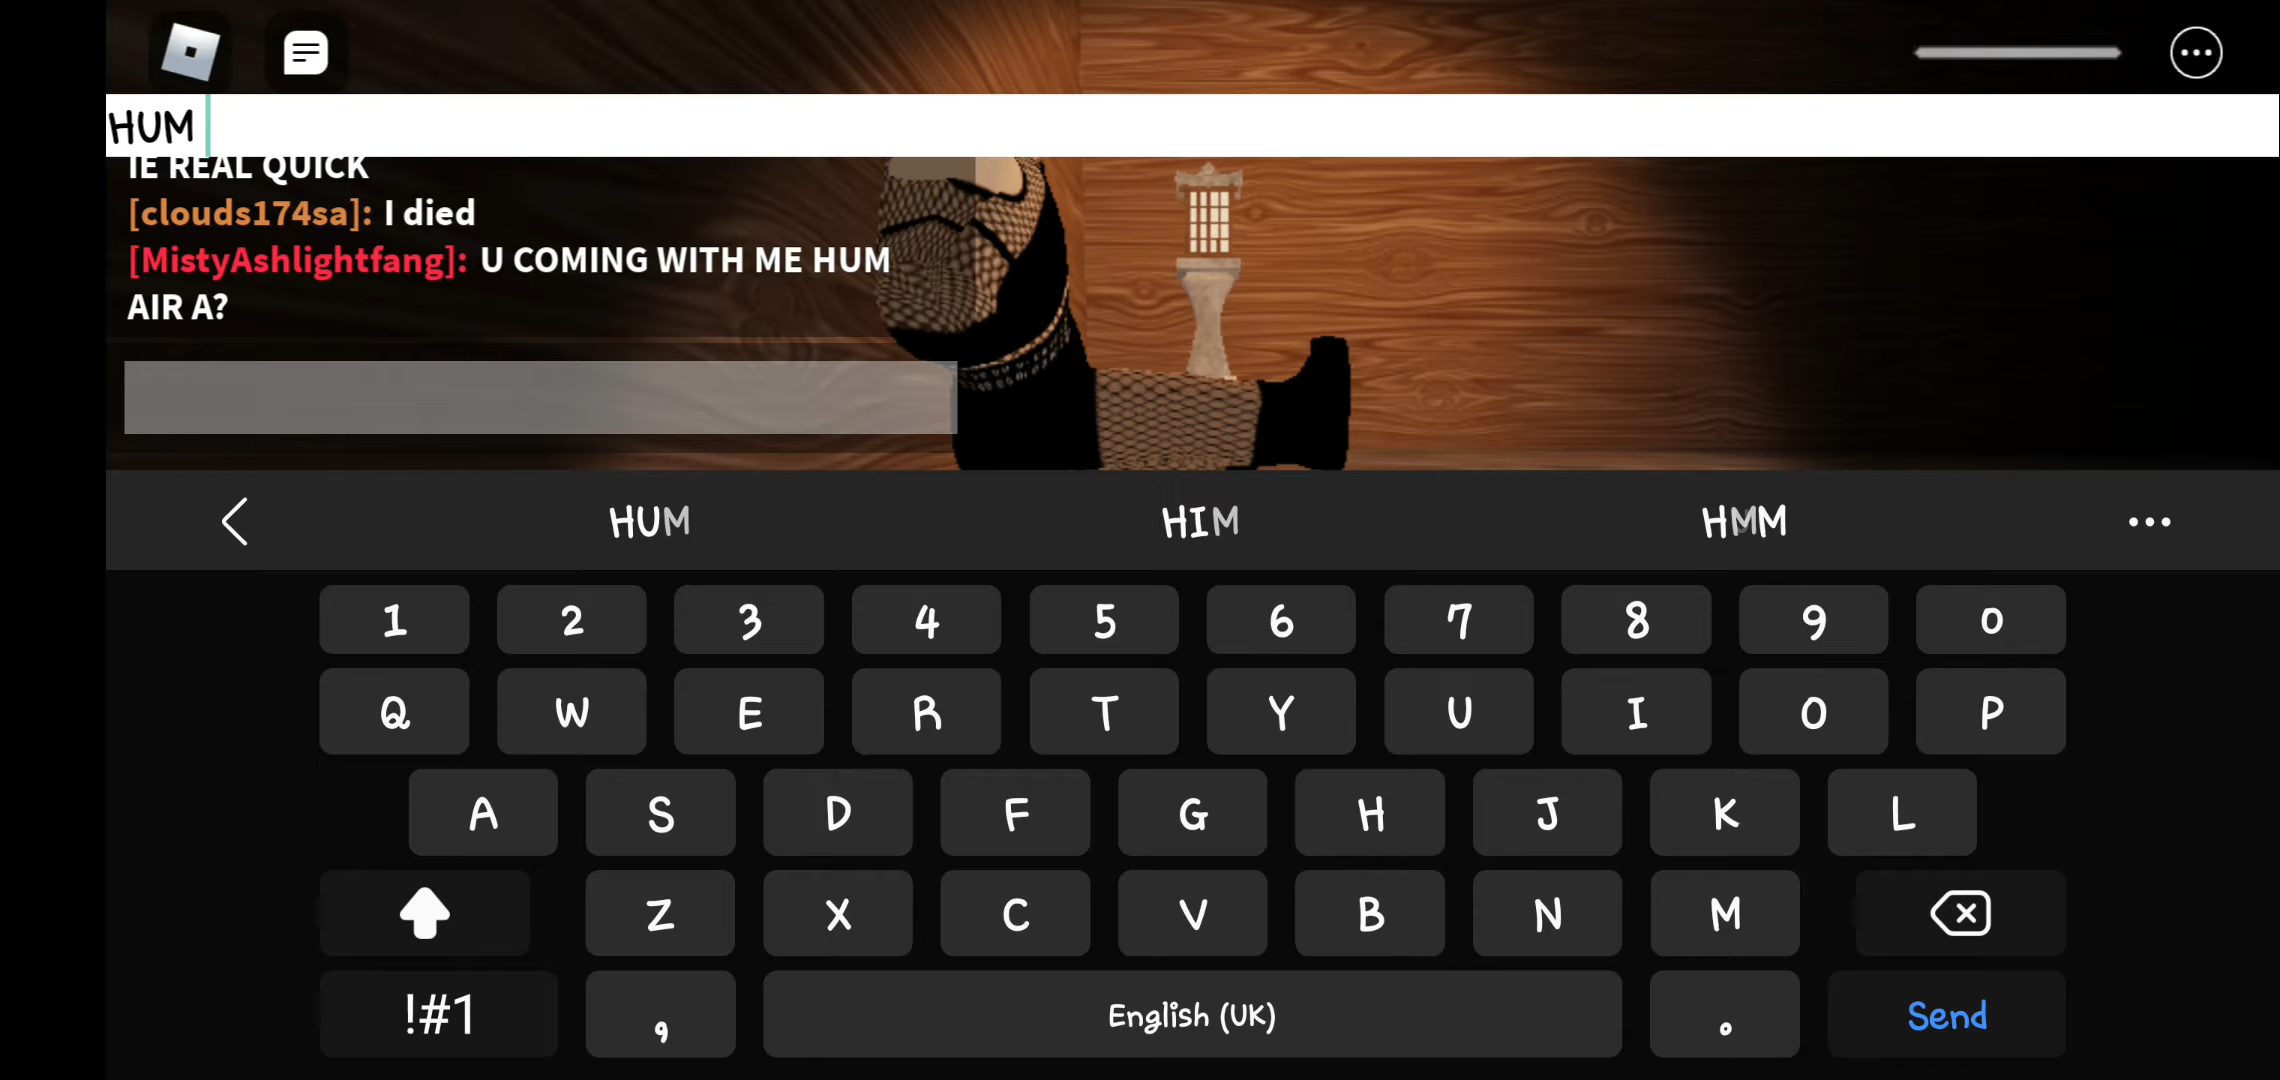 HUM
IE REAL QUICK
[clouds174sa]: I died
[MistyAshlightfang]: U COMING WITH ME HUM
AIR A?
HUM HIM HMM
1 2 3 4 5 6 7 8 9 0
Q W E R T Y U I O P
A S D F G H J K L
Z X C V B N M
!#1 , English (UK) . Send